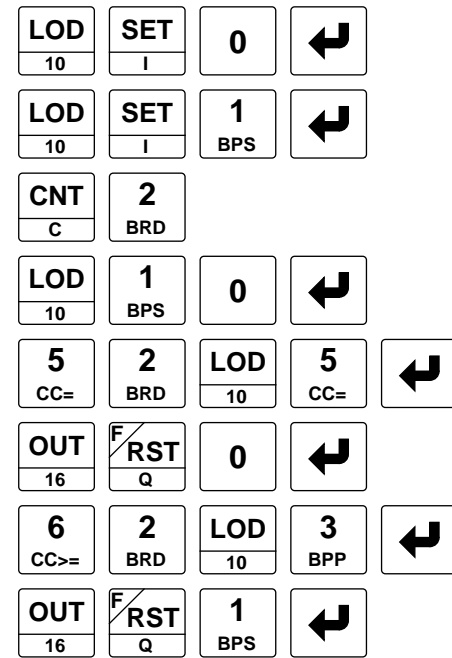 LOD 10 SET I 0
LOD 10 SET I 1 BPS
CNT C 2 BRD
LOD 10 1 BPS 0
5 CC= 2 BRD LOD 10 5 CC=
OUT 16 F RST Q 0
6 CC>= 2 BRD LOD 10 3 BPP
OUT 16 F RST Q 1 BPS